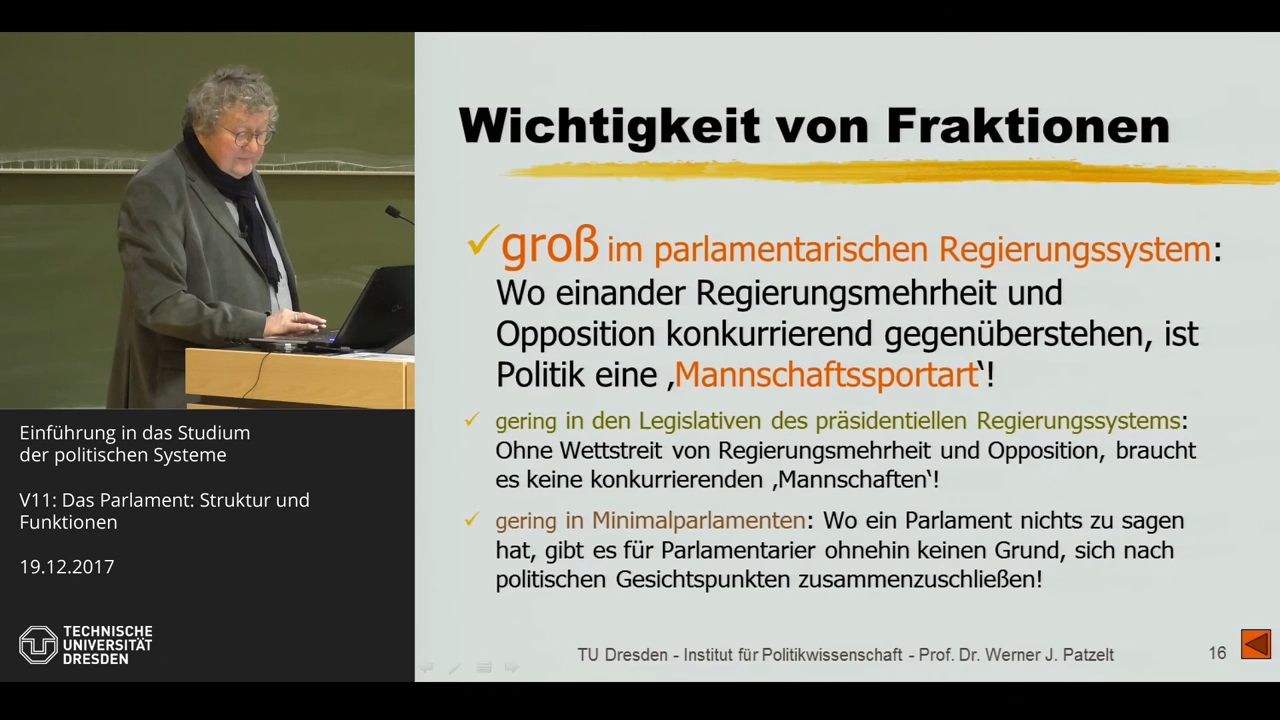 Wichtigkeit von Fraktionen
groß im parlamentarischen Regierungssystem:
Wo einander Regierungsmehrheit und
Opposition konkurrierend gegenüberstehen, ist
Politik eine ‚Mannschaftssportart‘!
gering in den Legislativen des präsidentiellen Regierungssystems:
Ohne Wettstreit von Regierungsmehrheit und Opposition, braucht
es keine konkurrierenden ‚Mannschaften‘!
gering in Minimalparlamenten: Wo ein Parlament nichts zu sagen
hat, gibt es für Parlamentarier ohnehin keinen Grund, sich nach
politischen Gesichtspunkten zusammenzuschließen!
TU Dresden - Institut für Politikwissenschaft - Prof. Dr. Werner J. Patzelt
16
Einführung in das Studium
der politischen Systeme
V11: Das Parlament: Struktur und
Funktionen
19.12.2017
TECHNISCHE
UNIVERSITÄT
DRESDEN